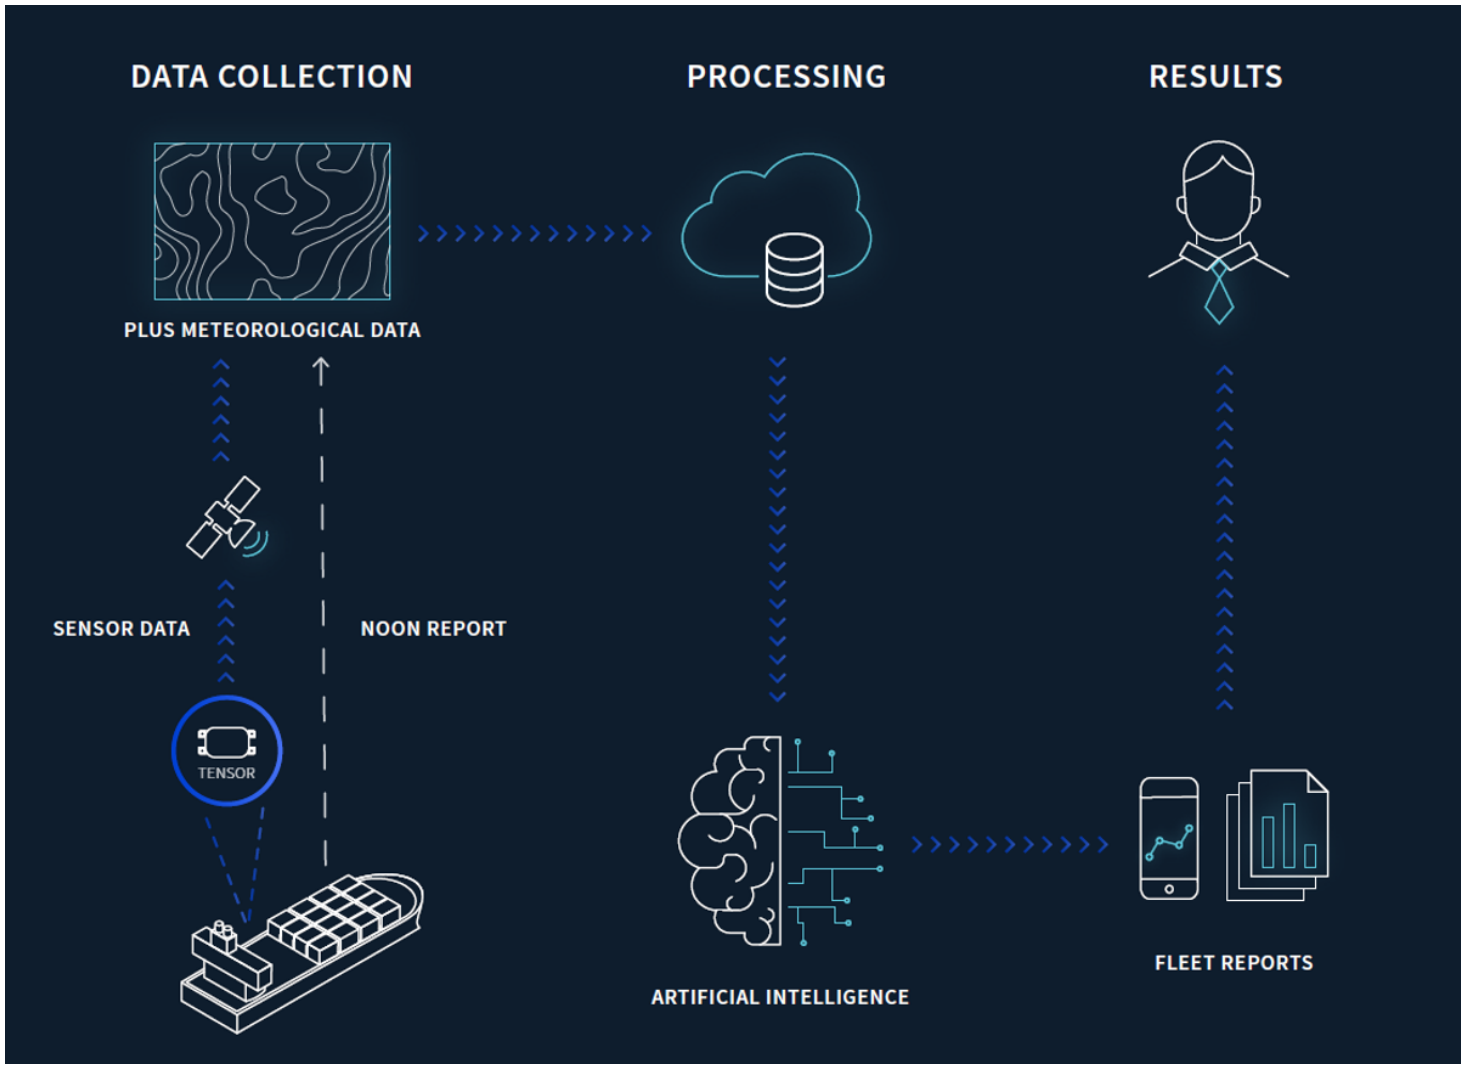 DATA COLLECTION
PROCESSING
RESULTS
PLUS METEOROLOGICAL DATA
SENSOR DATA
NOON REPORT
TENSOR
ARTIFICIAL INTELLIGENCE
FLEET REPORTS